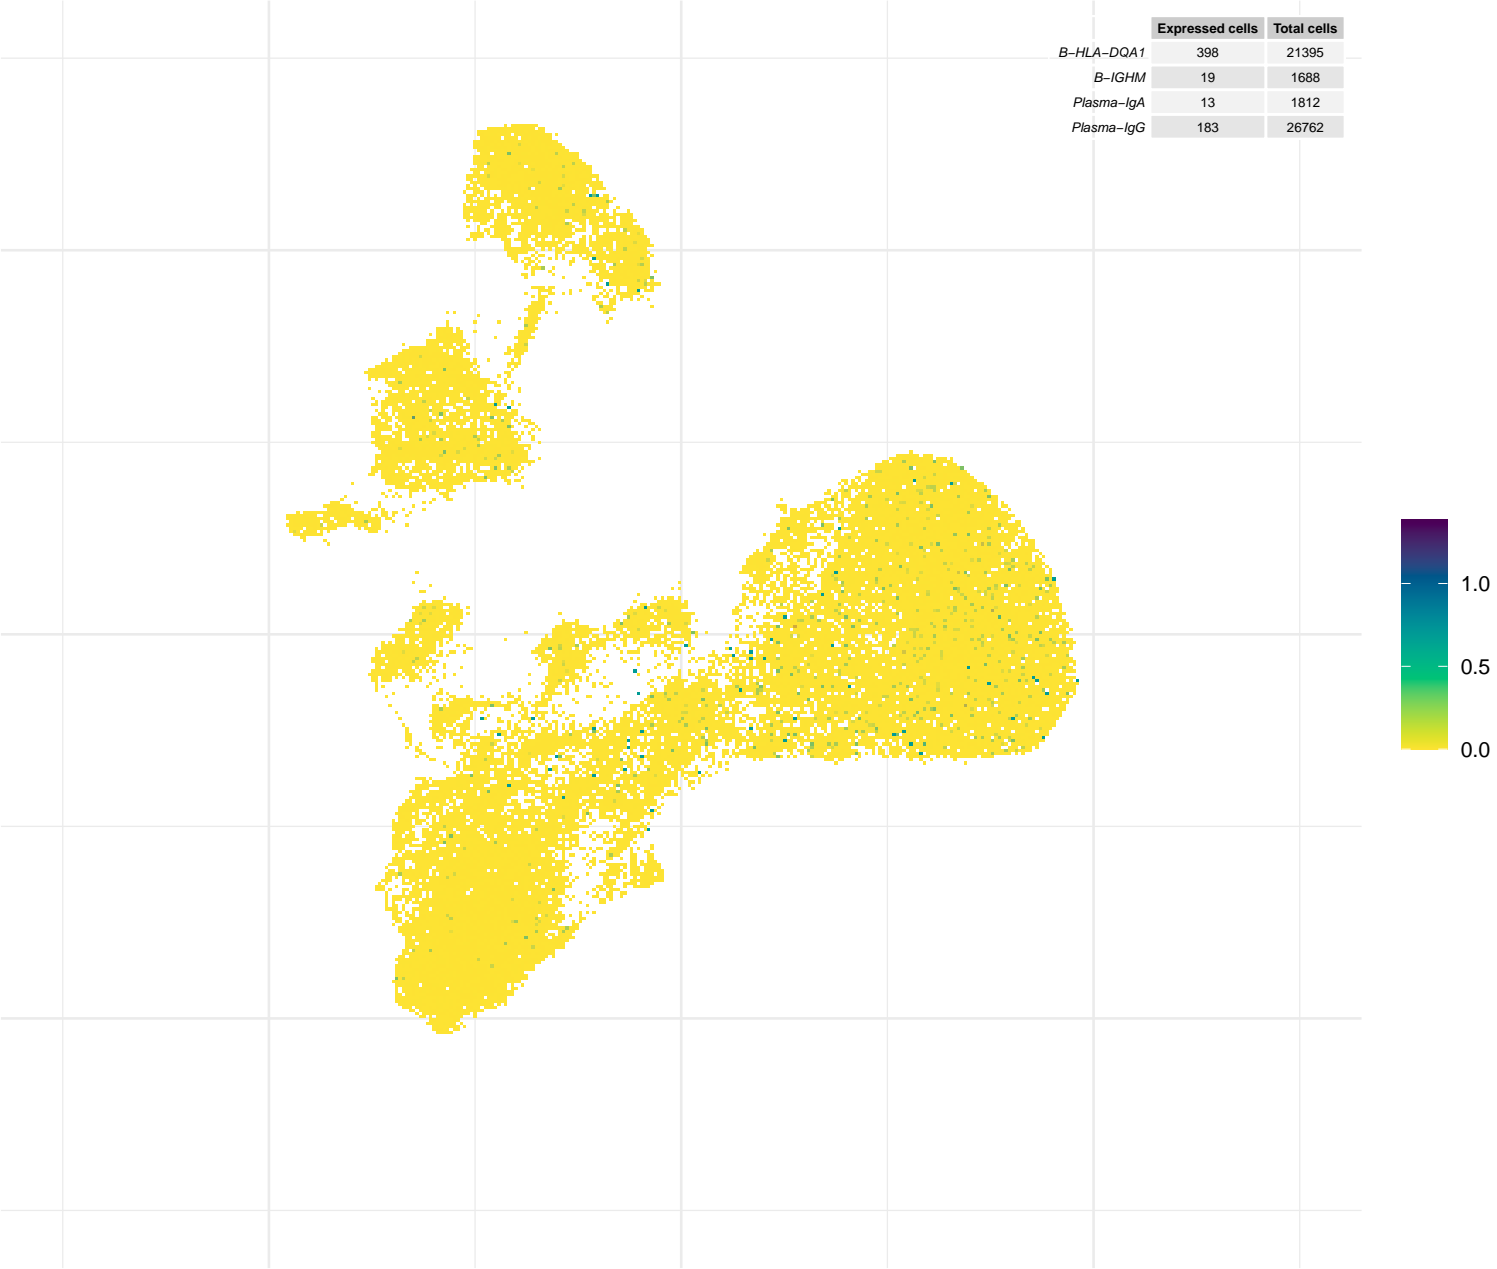 Expressed cells Total cells
B−HLA−DQA1 398 21395
B−IGHM 19 1688
Plasma−IgA 13 1812
Plasma−IgG 183 26762
1.0
0.5
0.0